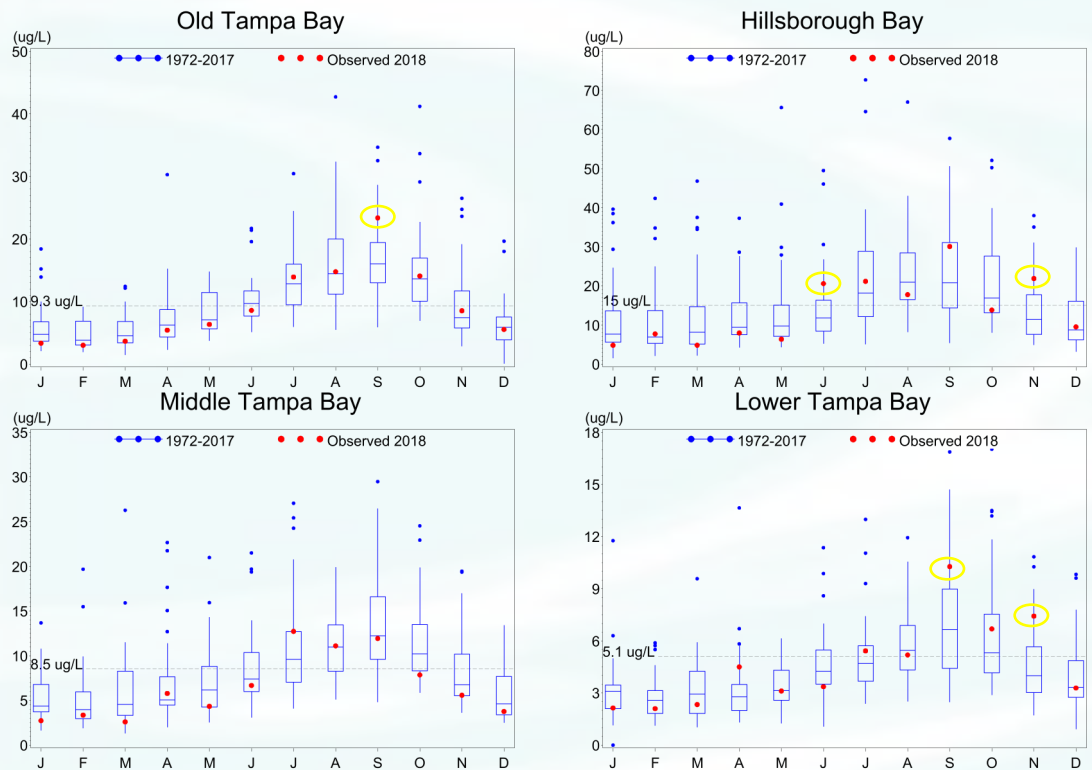 Old Tampa Bay
(ug/L)
1972-2017 Observed 2018
50
40
30
20
10 9.3 ug/L
0
J F M A M J J A S O N D
Hillsborough Bay
(ug/L)
1972-2017 Observed 2018
80
70
60
50
40
30
20
15 ug/L
10
0
J F M A M J J A S O N D
Middle Tampa Bay
(ug/L)
1972-2017 Observed 2018
35
30
25
20
15
10
8.5 ug/L
5
0
J F M A M J J A S O N D
Lower Tampa Bay
(ug/L)
1972-2017 Observed 2018
18
15
12
9
6
5.1 ug/L
3
0
J F M A M J J A S O N D